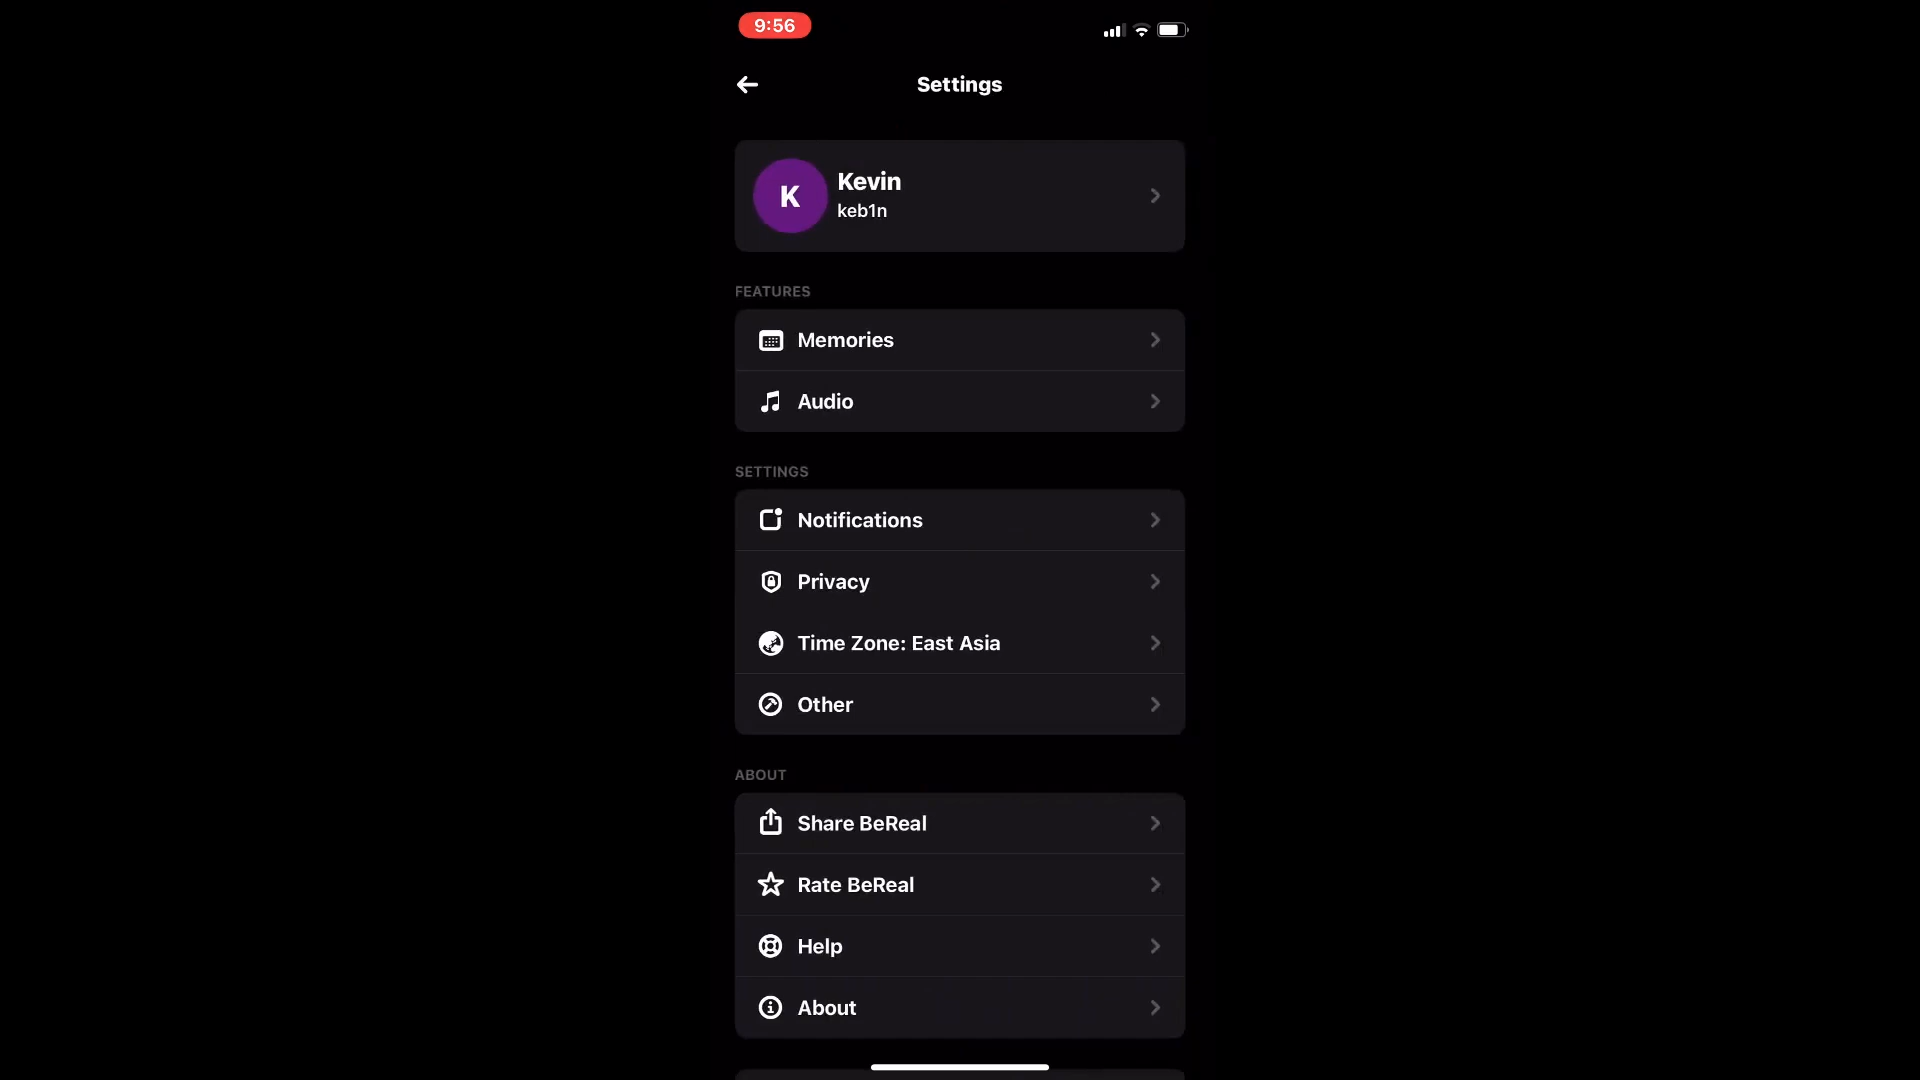 9:56
Settings
K
Kevin
keb1n
FEATURES
Memories
Audio
SETTINGS
Notifications
Privacy
Time Zone: East Asia
Other
ABOUT
Share BeReal
Rate BeReal
Help
About